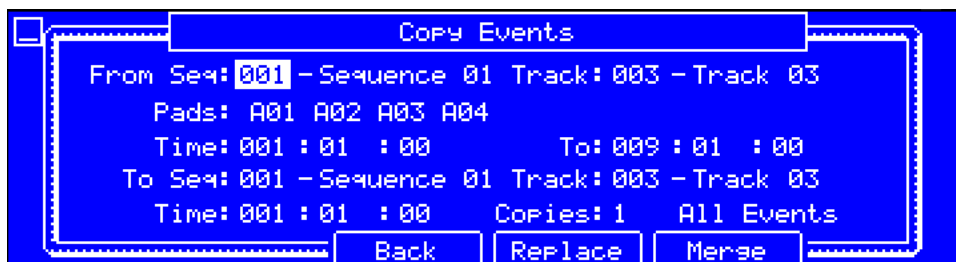 Copy Events
From Seq:001-Sequence 01 Track:003-Track 03
Pads: A01 A02 A03 A04
Time:001:01 :00 To:009:01 :00
To Seq:001-Sequence 01 Track:003-Track 03
Time:001:01 :00 Copies:1 All Events
Back Replace Merge